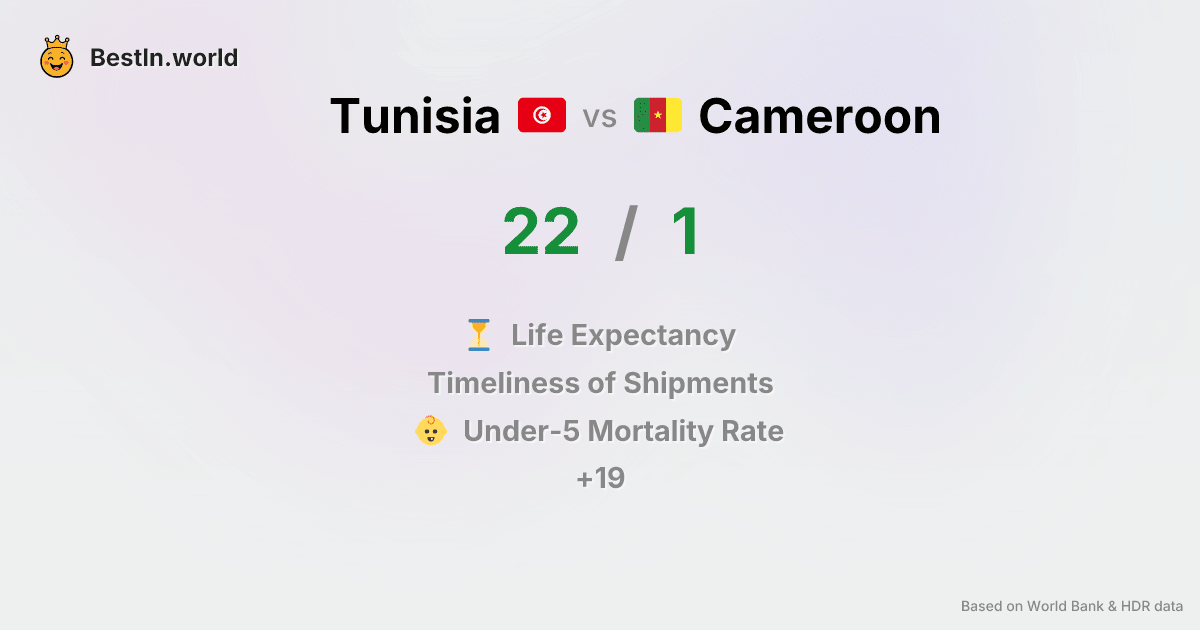 BestIn.world
Tunisia vs Cameroon
22 / 1
Life Expectancy
Timeliness of Shipments
Under-5 Mortality Rate
+19
Based on World Bank & HDR data